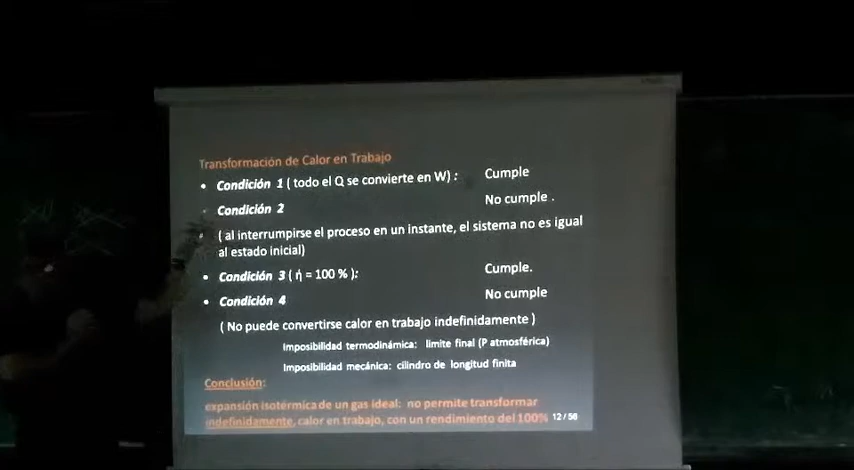 Transformación de Calor en Trabajo
• Condición 1 ( todo el Q se convierte en W) : Cumple
• Condición 2 No cumple .
( al interrumpirse el proceso en un instante, el sistema no es igual
al estado inicial)
• Condición 3 ( ή = 100 % ): Cumple.
• Condición 4 No cumple
( No puede convertirse calor en trabajo indefinidamente )
Imposibilidad termodinámica: limite final (P atmosférica)
Imposibilidad mecánica: cilindro de longitud finita
Conclusión:
expansión isotérmica de un gas ideal: no permite transformar
indefinidamente, calor en trabajo, con un rendimiento del 100% 12 / 56